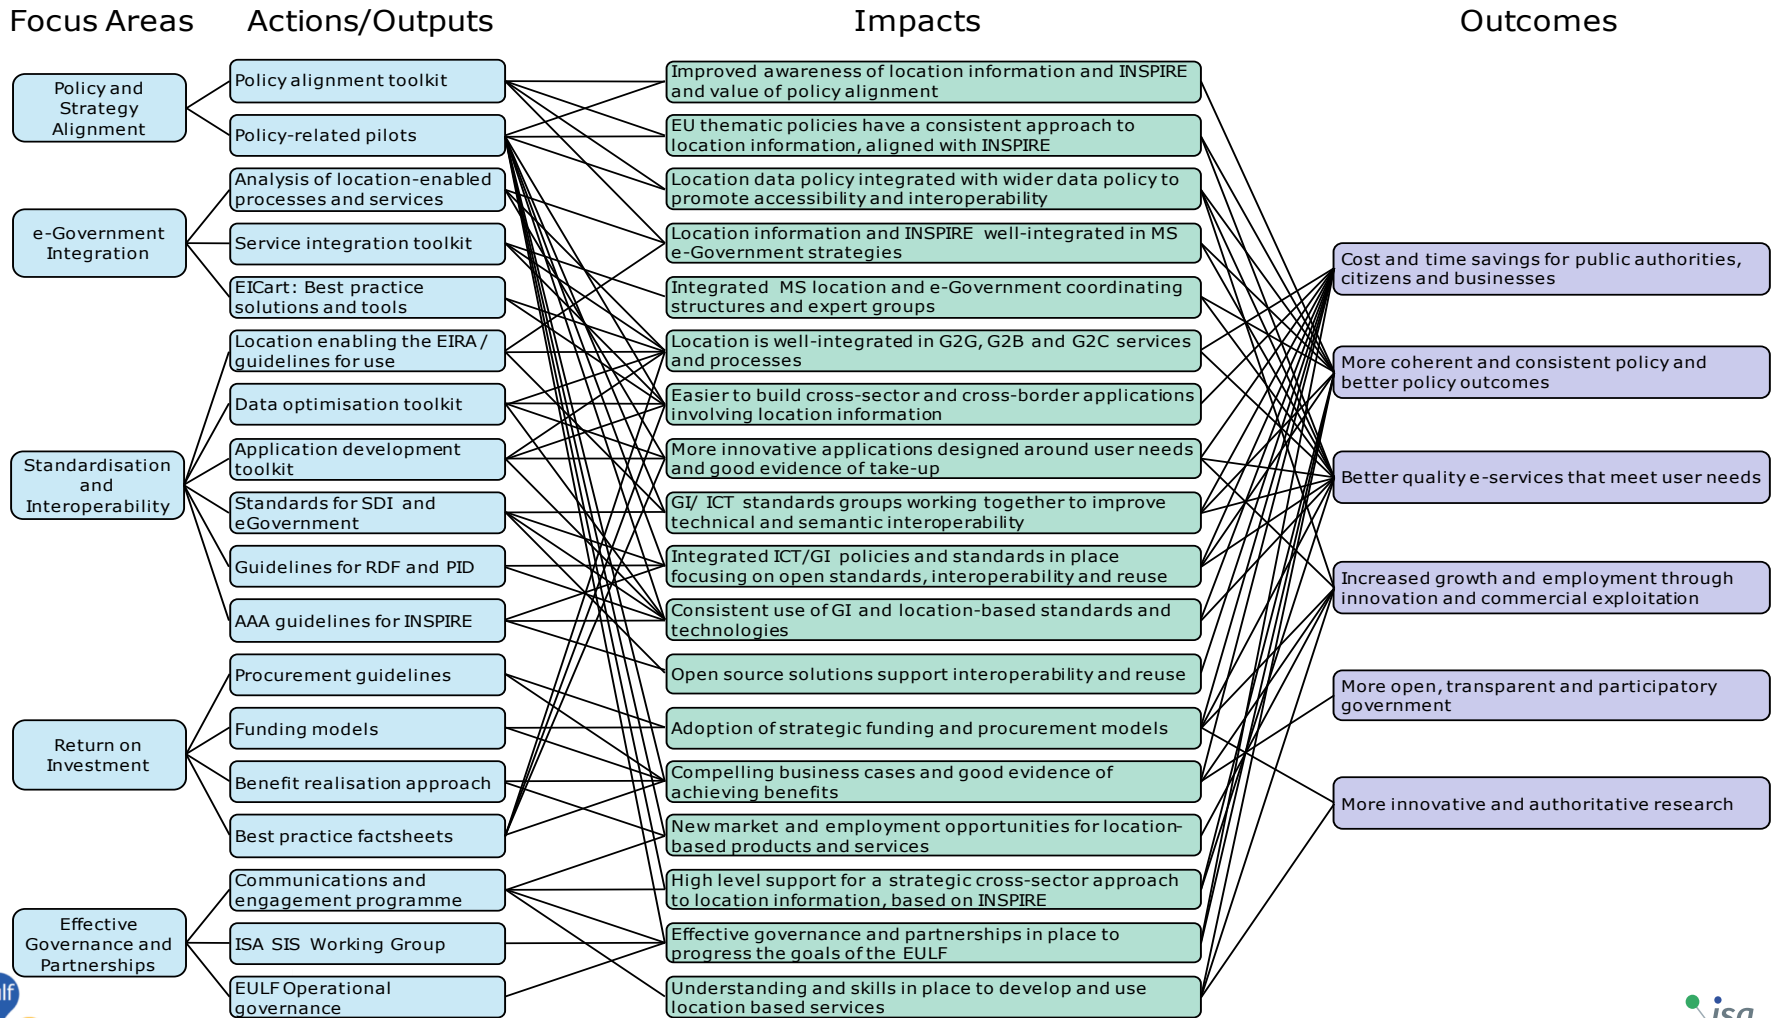 Focus Areas
Actions/Outputs
Impacts
Outcomes
Policy and
Strategy
Alignment
e-Government
Integration
Standardisation
and
Interoperability
Return on
Investment
Effective
Governance and
Partnerships
Policy alignment toolkit
Policy-related pilots
Analysis of location-enabled
processes and services
Service integration toolkit
EICart: Best practice
solutions and tools
Location enabling the EIRA /
guidelines for use
Data optimisation toolkit
Application development
toolkit
Standards for SDI and
eGovernment
Guidelines for RDF and PID
AAA guidelines for INSPIRE
Procurement guidelines
Funding models
Benefit realisation approach
Best practice factsheets
Communications and
engagement programme
ISA SIS Working Group
EULF Operational
governance
Improved awareness of location information and INSPIRE
and value of policy alignment
EU thematic policies have a consistent approach to
location information, aligned with INSPIRE
Location data policy integrated with wider data policy to
promote accessibility and interoperability
Location information and INSPIRE well-integrated in MS
e-Government strategies
Integrated MS location and e-Government coordinating
structures and expert groups
Location is well-integrated in G2G, G2B and G2C services
and processes
Easier to build cross-sector and cross-border applications
involving location information
More innovative applications designed around user needs
and good evidence of take-up
GI/ ICT standards groups working together to improve
technical and semantic interoperability
Integrated ICT/GI policies and standards in place
focusing on open standards, interoperability and reuse
Consistent use of GI and location-based standards and
technologies
Open source solutions support interoperability and reuse
Adoption of strategic funding and procurement models
Compelling business cases and good evidence of
achieving benefits
New market and employment opportunities for location-
based products and services
High level support for a strategic cross-sector approach
to location information, based on INSPIRE
Effective governance and partnerships in place to
progress the goals of the EULF
Understanding and skills in place to develop and use
location based services
Cost and time savings for public authorities,
citizens and businesses
More coherent and consistent policy and
better policy outcomes
Better quality e-services that meet user needs
Increased growth and employment through
innovation and commercial exploitation
More open, transparent and participatory
government
More innovative and authoritative research
isa